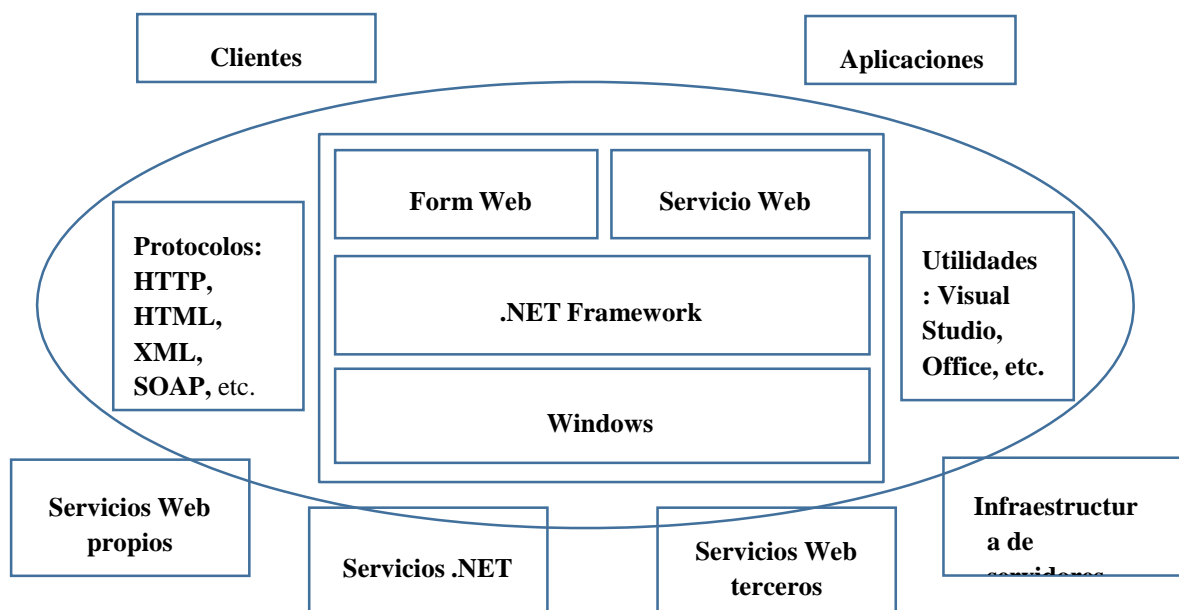 Clientes
Aplicaciones
Form Web
Servicio Web
Protocolos:
HTTP,
HTML,
XML,
SOAP, etc.
.NET Framework
Utilidades
: Visual
Studio,
Office, etc.
Windows
Servicios Web
propios
Servicios .NET
Servicios Web
terceros
Infraestructur
a de
servidores